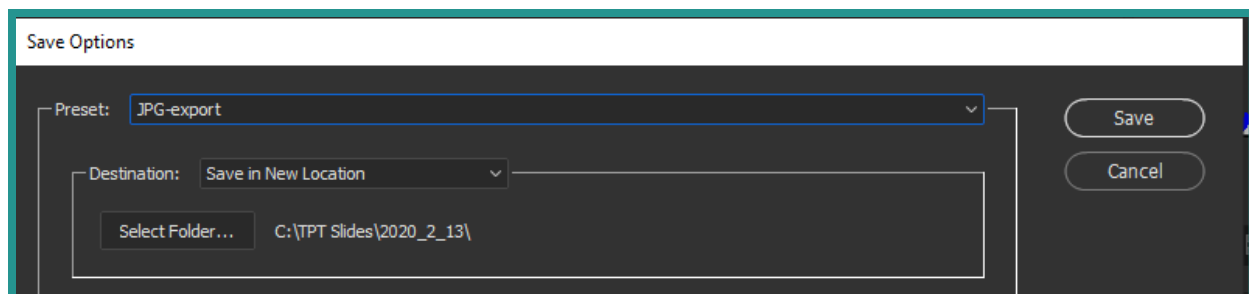 Save Options
Preset: JPG-export
Save
Destination: Save in New Location
Cancel
Select Folder... C:\TPT Slides\2020_2_13\